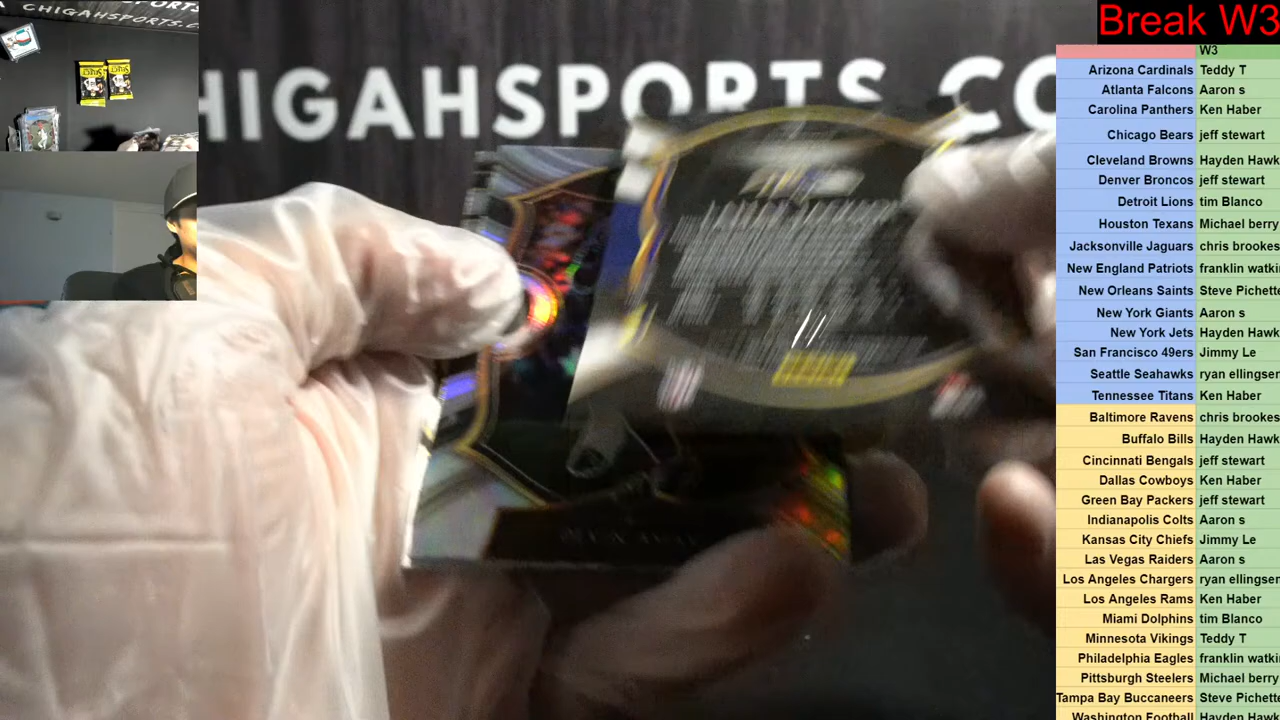 CHIGAHSPORTS.C
HIGAHSPORTS.CO
Break W3
W3
Arizona Cardinals Teddy T
Atlanta Falcons Aaron s
Carolina Panthers Ken Haber
Chicago Bears jeff stewart
Cleveland Browns Hayden Hawk
Denver Broncos jeff stewart
Detroit Lions tim Blanco
Houston Texans Michael berry
Jacksonville Jaguars chris brookes
New England Patriots franklin watki
New Orleans Saints Steve Pichette
New York Giants Aaron s
New York Jets Hayden Hawk
San Francisco 49ers Jimmy Le
Seattle Seahawks ryan ellingsen
Tennessee Titans Ken Haber
Baltimore Ravens chris brookes
Buffalo Bills Hayden Hawk
Cincinnati Bengals jeff stewart
Dallas Cowboys Ken Haber
Green Bay Packers jeff stewart
Indianapolis Colts Aaron s
Kansas City Chiefs Jimmy Le
Las Vegas Raiders Aaron s
Los Angeles Chargers ryan ellingsen
Los Angeles Rams Ken Haber
Miami Dolphins tim Blanco
Minnesota Vikings Teddy T
Philadelphia Eagles franklin watki
Pittsburgh Steelers Michael berry
Tampa Bay Buccaneers Steve Pichette
Washington Football Hayden Hawk